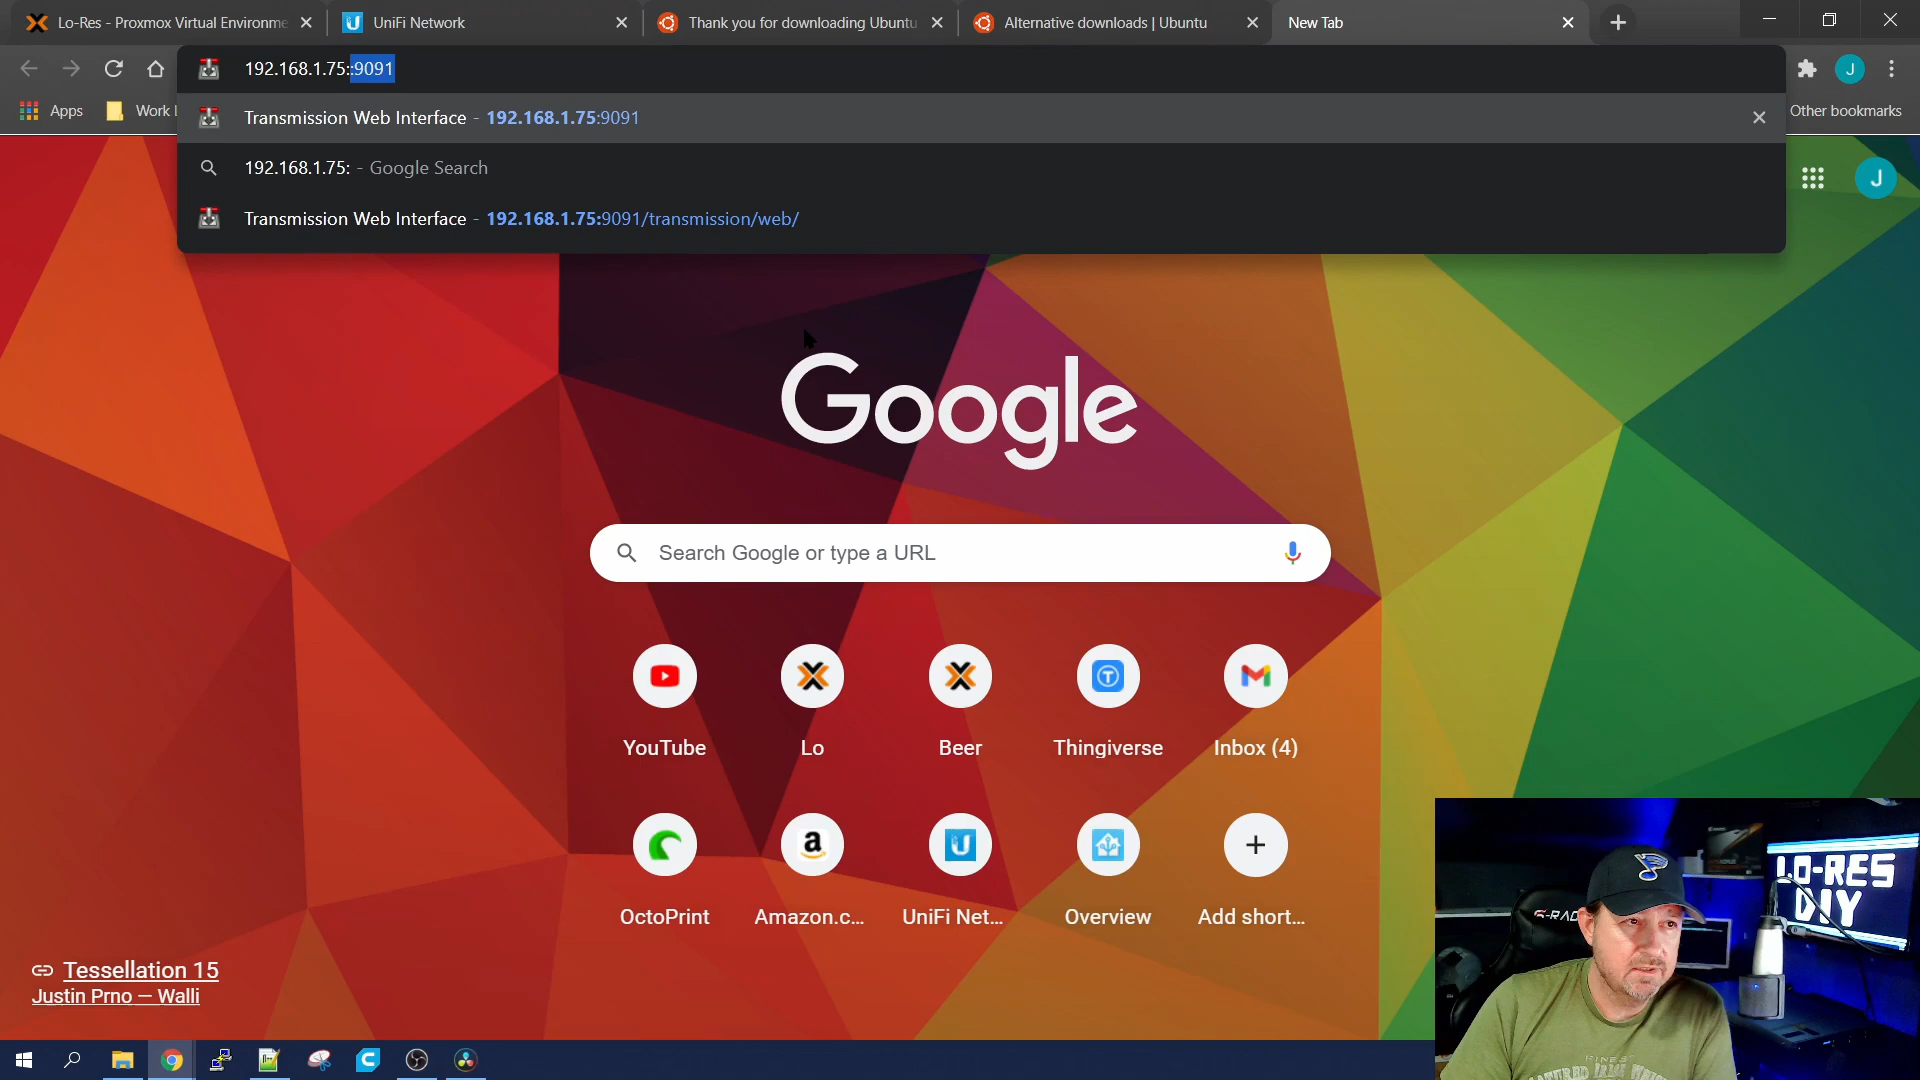 Lo-Res - Proxmox Virtual Environme
UniFi Network
Thank you for downloading Ubuntu
Alternative downloads | Ubuntu
New Tab
192.168.1.75::9091
J
Apps
Work
Other bookmarks
Transmission Web Interface - 192.168.1.75:9091
192.168.1.75: - Google Search
Transmission Web Interface - 192.168.1.75:9091/transmission/web/
J
Google
Search Google or type a URL
YouTube
Lo
Beer
Thingiverse
Inbox (4)
OctoPrint
Amazon.c...
UniFi Net...
Overview
Add short...
Tessellation 15
Justin Prno — Walli
LO-RES
DIY